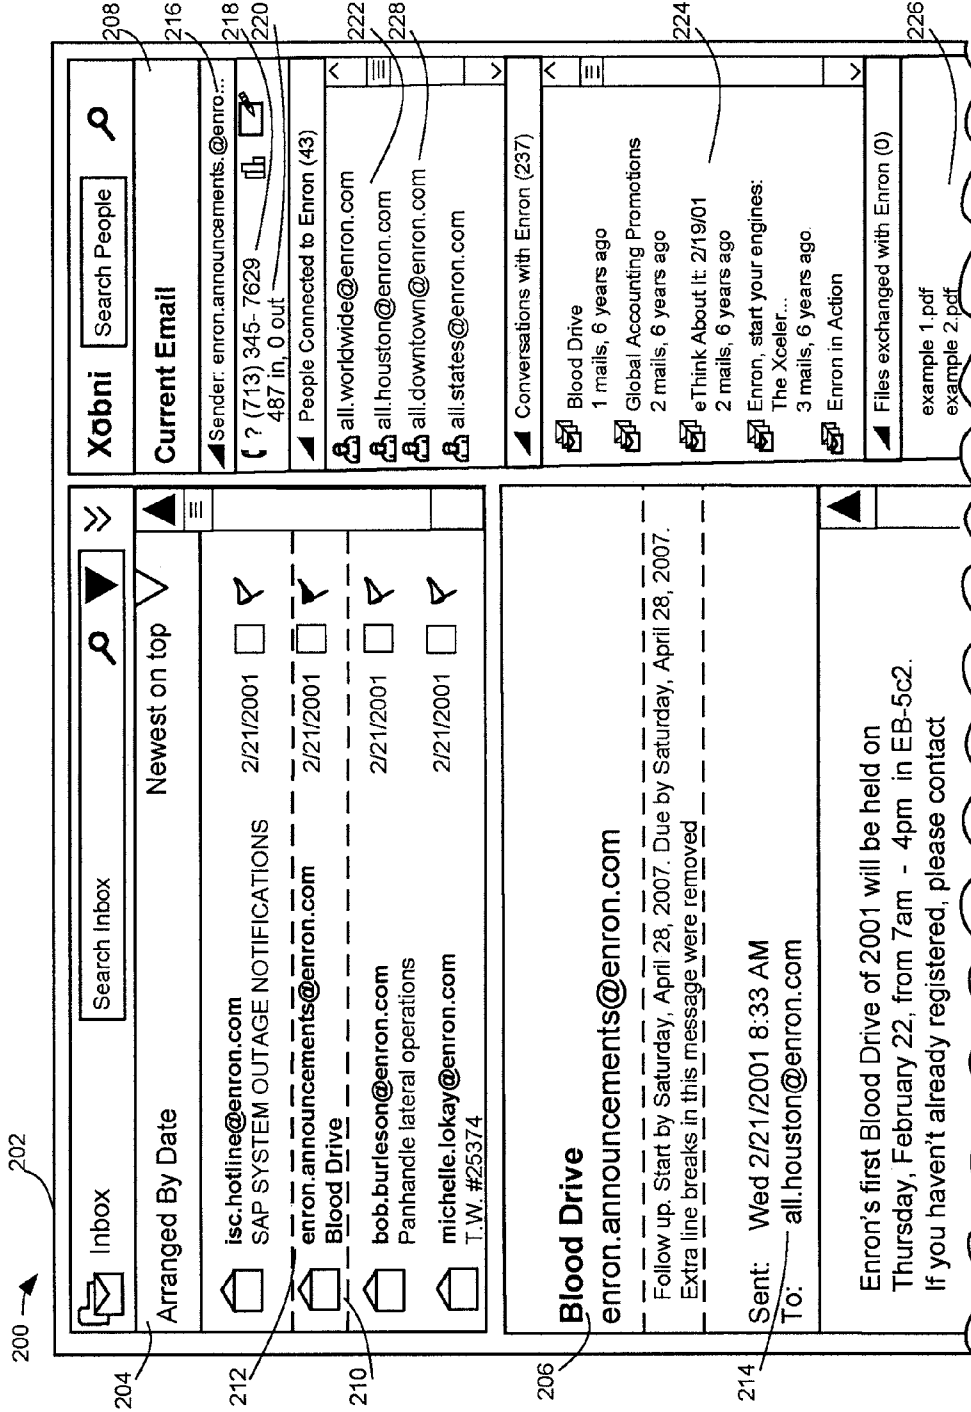 200
202
Inbox
Search Inbox
204
Arranged By Date
Newest on top
isc.hotline@enron.com
SAP SYSTEM OUTAGE NOTIFICATIONS
2/21/2001
212
enron.announcements@enron.com
Blood Drive
2/21/2001
210
bob.burleson@enron.com
Panhandle lateral operations
2/21/2001
michelle.lokay@enron.com
T.W. #25374
2/21/2001
206
Blood Drive
enron.announcements@enron.com
Follow up. Start by Saturday, April 28, 2007. Due by Saturday, April 28, 2007.
Extra line breaks in this message were removed
Sent: Wed 2/21/2001 8:33 AM
To: all.houston@enron.com
214
Enron's first Blood Drive of 2001 will be held on
Thursday, February 22, from 7am - 4pm in EB-5c2.
If you haven't already registered, please contact
Xobni
Search People
208
Current Email
216
Sender: enron.announcements.@enro...
218
? (713) 345- 7629
220
487 in, 0 out
People Connected to Enron (43)
222
all.worldwide@enron.com
all.houston@enron.com
228
all.downtown@enron.com
all.states@enron.com
Conversations with Enron (237)
Blood Drive
1 mails, 6 years ago
Global Accounting Promotions
2 mails, 6 years ago
224
eThink About It: 2/19/01
2 mails, 6 years ago
Enron, start your engines:
The Xceler...
3 mails, 6 years ago.
Enron in Action
Files exchanged with Enron (0)
226
example 1.pdf
example 2.pdf